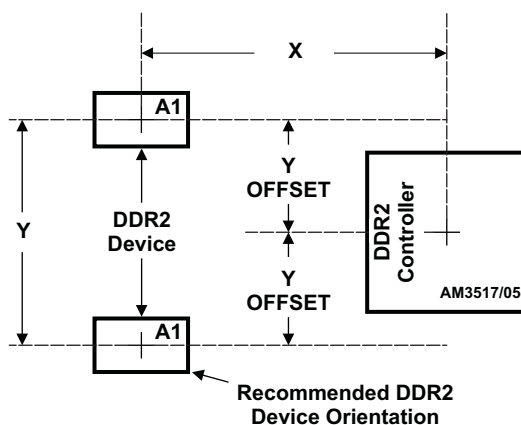 X
A1
Y
OFFSET
Y
DDR2
Device
DDR2
Controller
Y
OFFSET
AM3517/05
A1
Recommended DDR2
Device Orientation